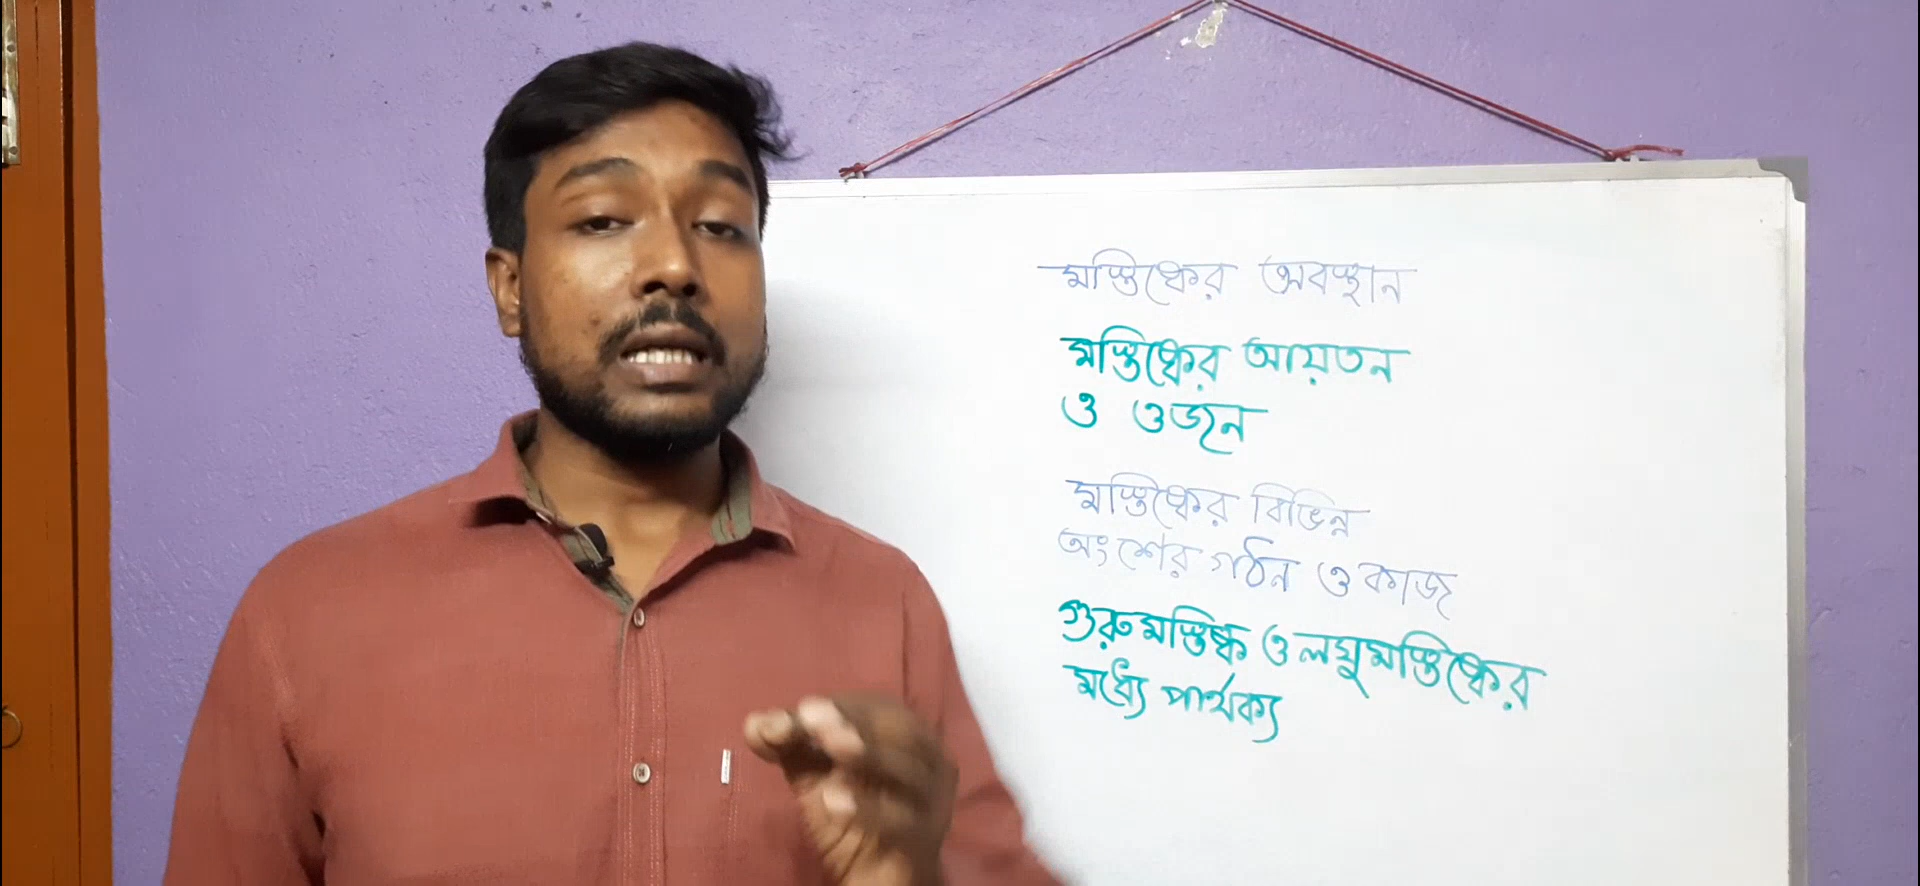 মস্তিষ্কের অবস্থান
মস্তিষ্কের আয়তন
ও ওজন
মস্তিষ্কের বিভিন্ন
অংশের গঠন ও কাজ
গুরুমস্তিষ্ক ও লঘুমস্তিষ্কের
মধ্যে পার্থক্য